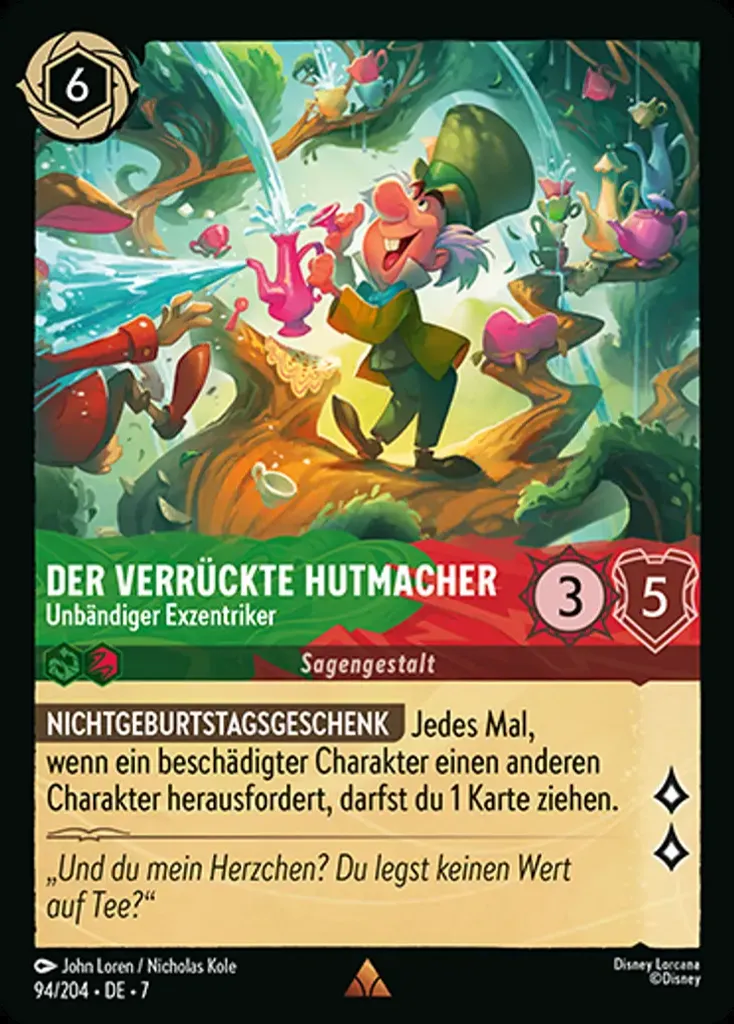 6
DER VERRÜCKTE HUTMACHER
Unbändiger Exzentriker
3
5
Sagengestalt
NICHTGEBURTSTAGSGESCHENK Jedes Mal,
wenn ein beschädigter Charakter einen anderen
Charakter herausfordert, darfst du 1 Karte ziehen.
„Und du mein Herzchen? Du legst keinen Wert
auf Tee?“
John Loren / Nicholas Kole
94/204 • DE • 7
Disney Lorcana
©Disney